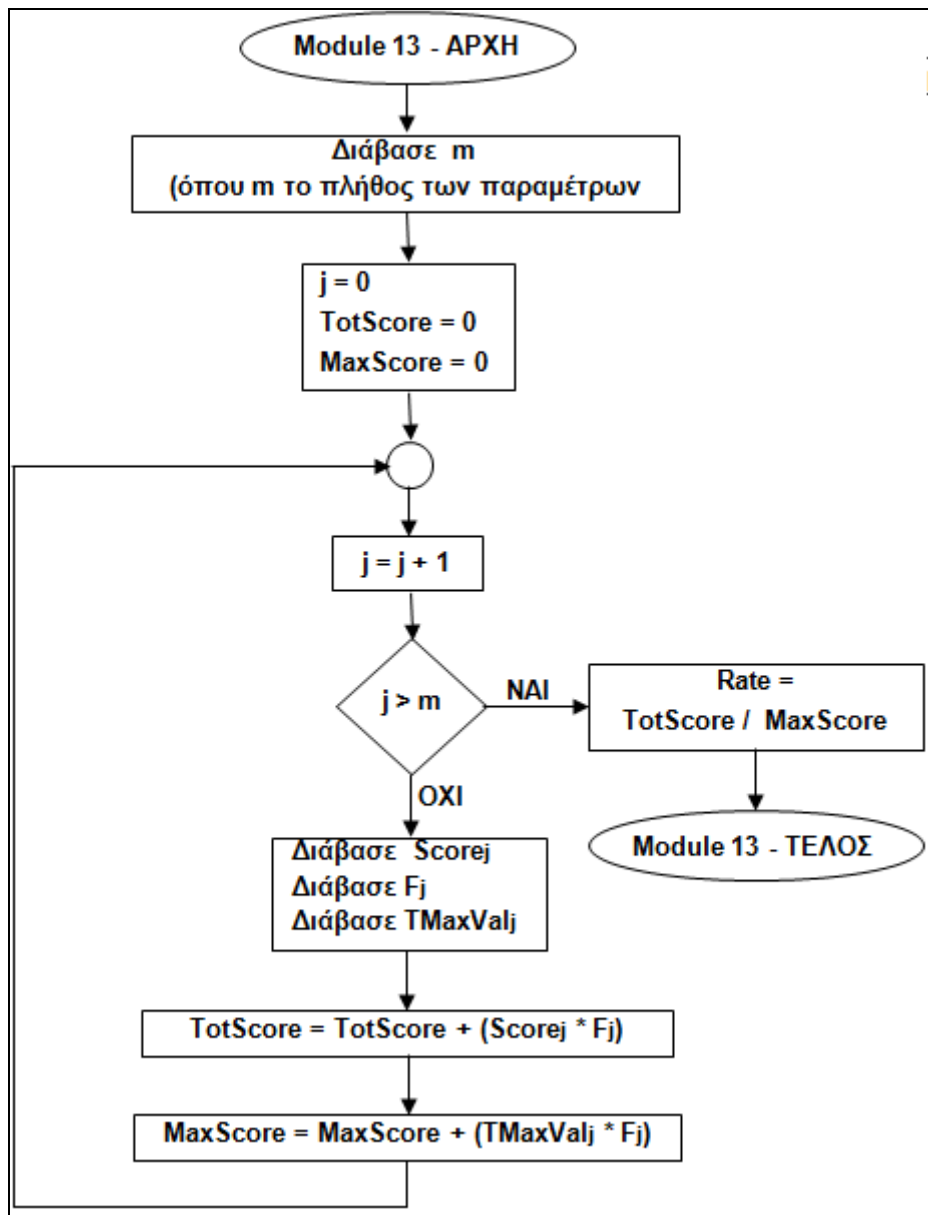 Module 13 - ΑΡΧΗ
Διάβασε m
(όπου m το πλήθος των παραμέτρων
j = 0
TotScore = 0
MaxScore = 0
j = j + 1
j > m
ΝΑΙ
Rate =
TotScore / MaxScore
ΟΧΙ
Module 13 - ΤΕΛΟΣ
Διάβασε Scorej
Διάβασε Fj
Διάβασε TMaxValj
TotScore = TotScore + (Scorej * Fj)
MaxScore = MaxScore + (TMaxValj * Fj)